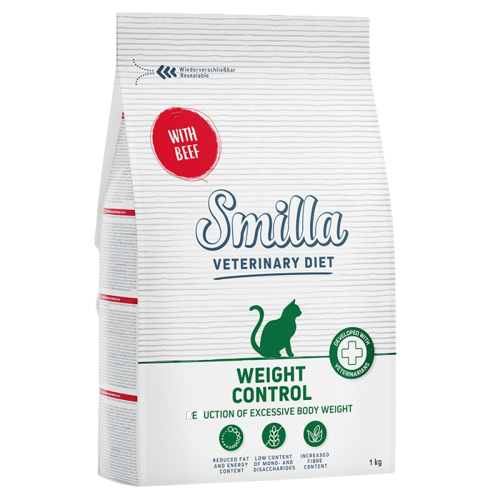 Wiederverschließbar
Resealable
WITH
BEEF
Smilla
VETERINARY DIET
DEVELOPED WITH
VETERINARIANS
WEIGHT
CONTROL
E UCTION OF EXCESSIVE BODY WEIGHT
REDUCED FAT
AND ENERGY
CONTENT
LOW CONTENT
OF MONO- AND
DISACCHARIDES
INCREASED
FIBRE
CONTENT
1 kg